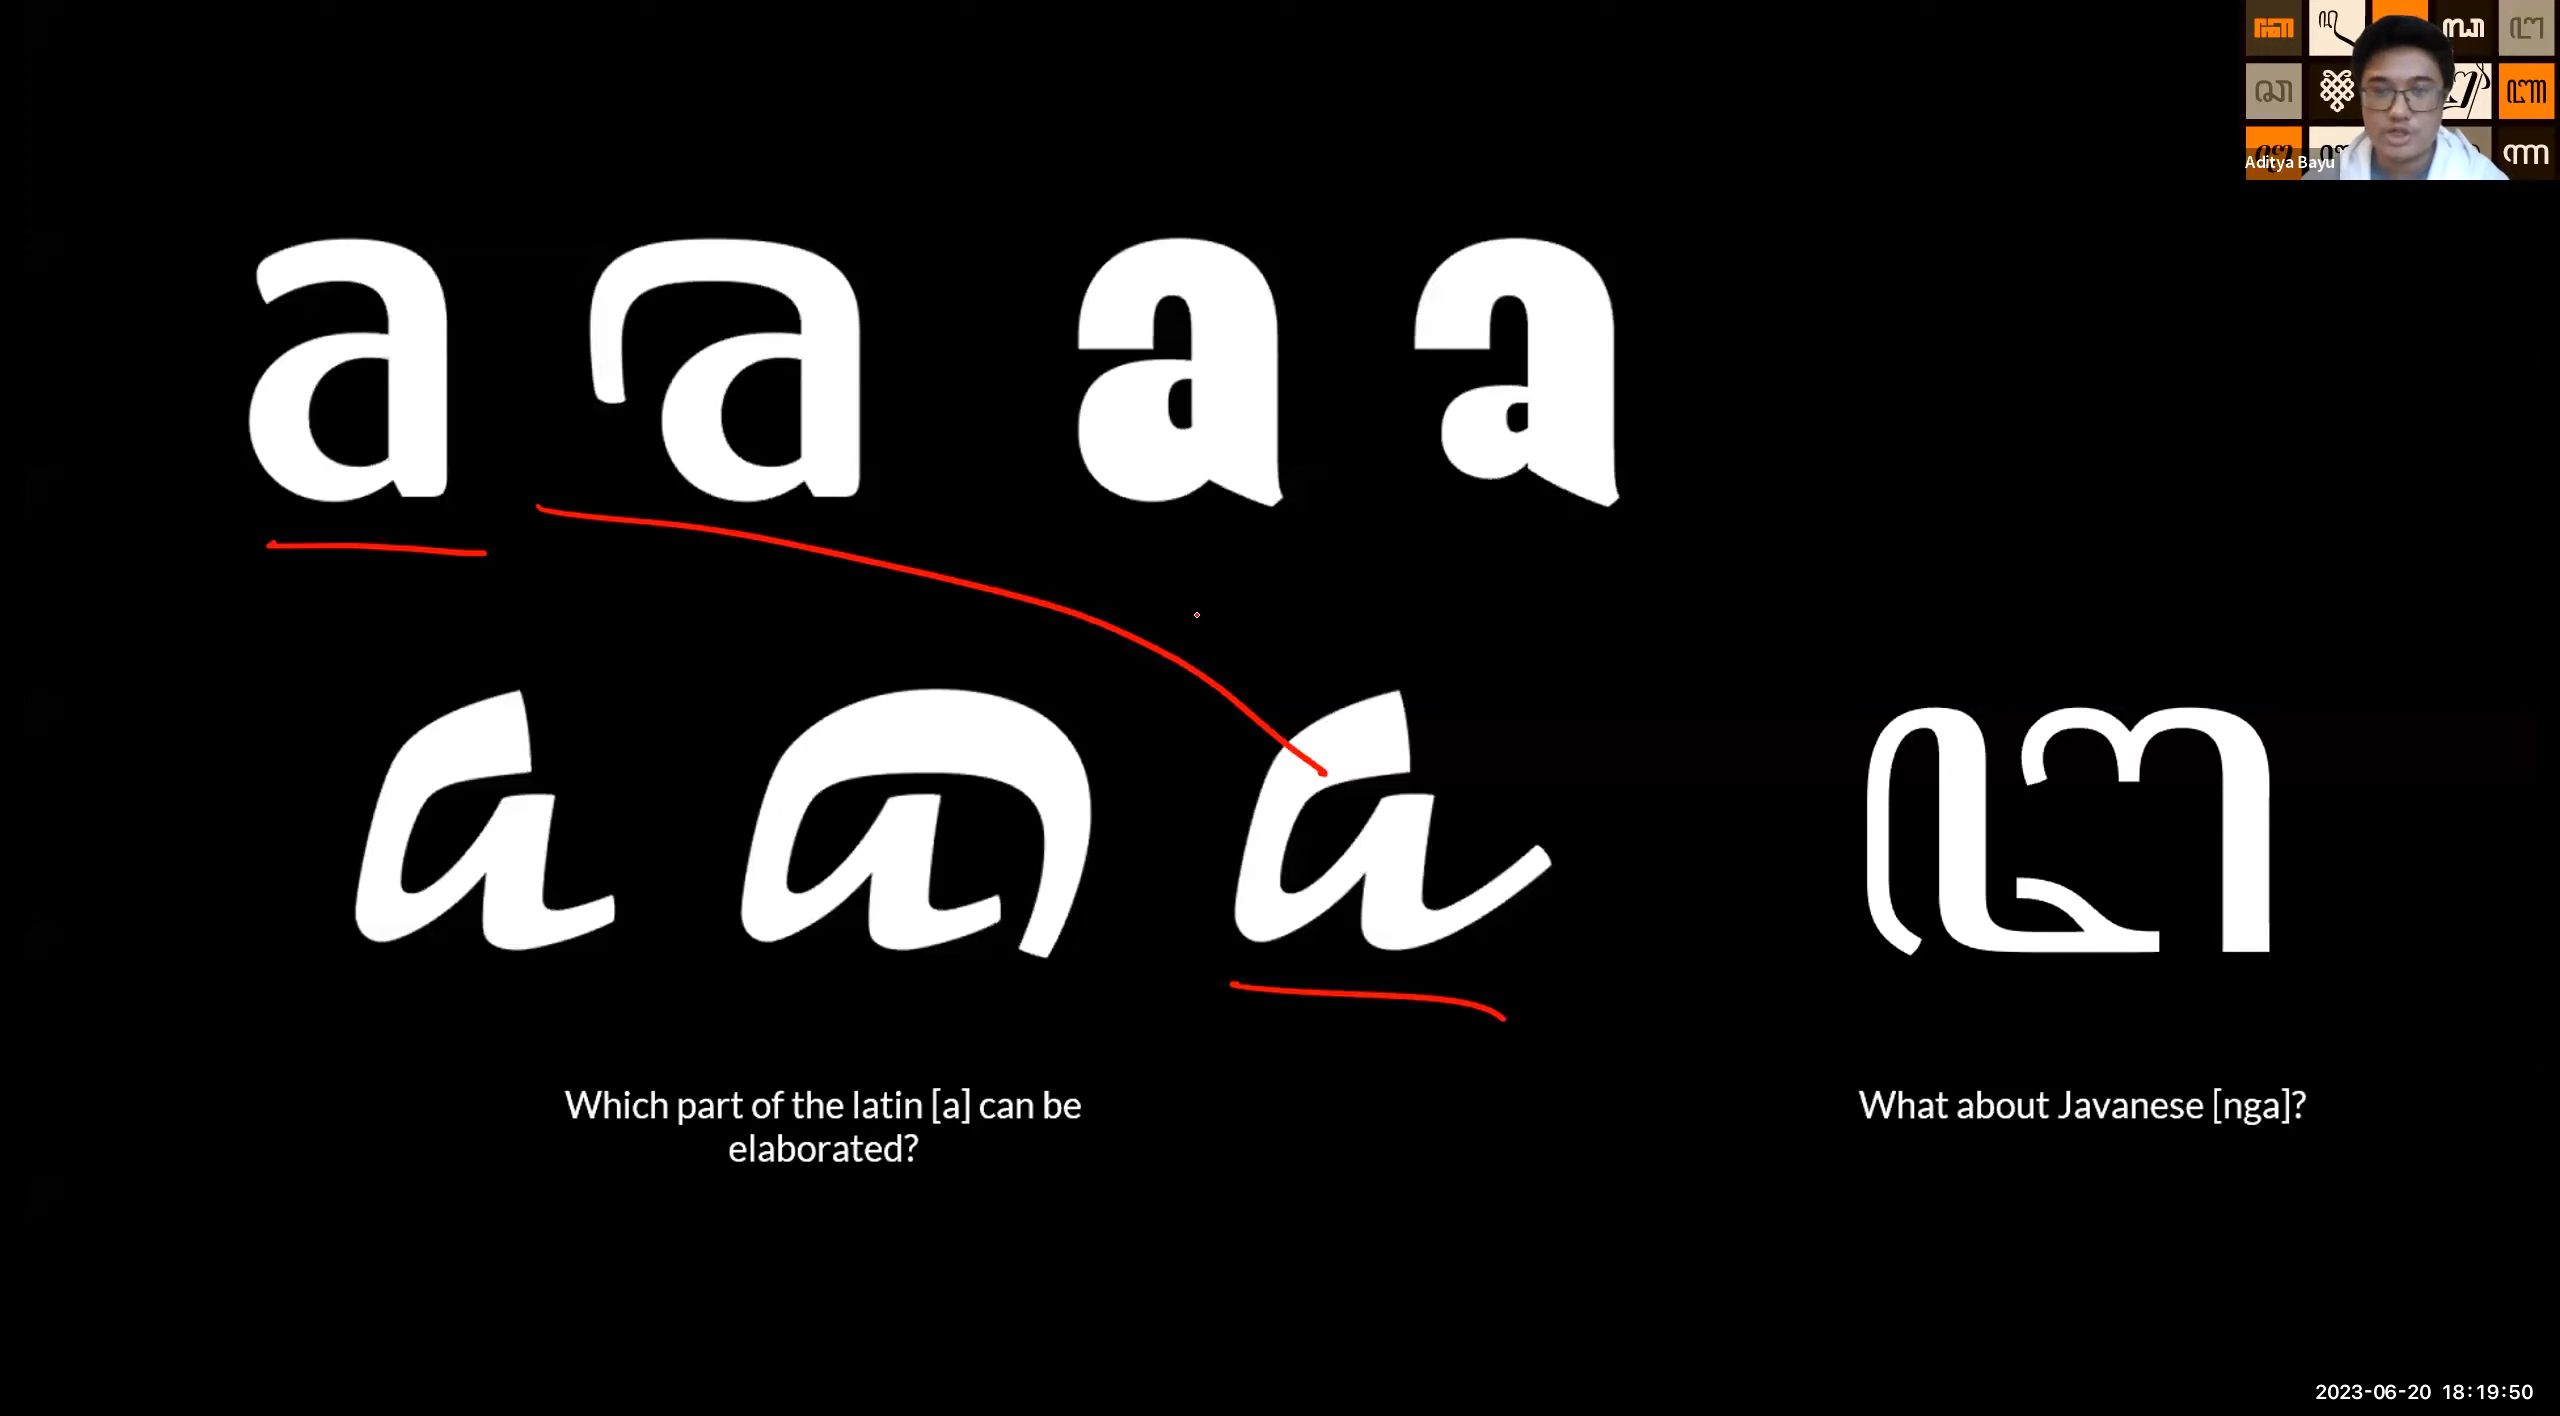 Aditya Bayu
a a a a
a a a ꦔ
Which part of the latin [a] can be
elaborated?
What about Javanese [nga]?
2023-06-20 18:19:50